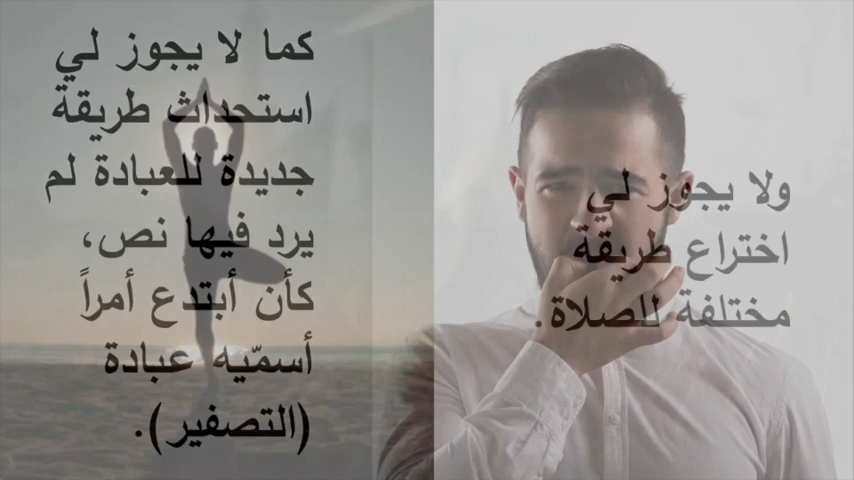 ولا يجوز لي
اختراع طريقة
مختلفة للصلاة.
كما لا يجوز لي
استحداث طريقة
جديدة للعبادة لم
يرد فيها نص،
كأن أبتدع أمراً
أسمّيه عبادة
(التصفير).